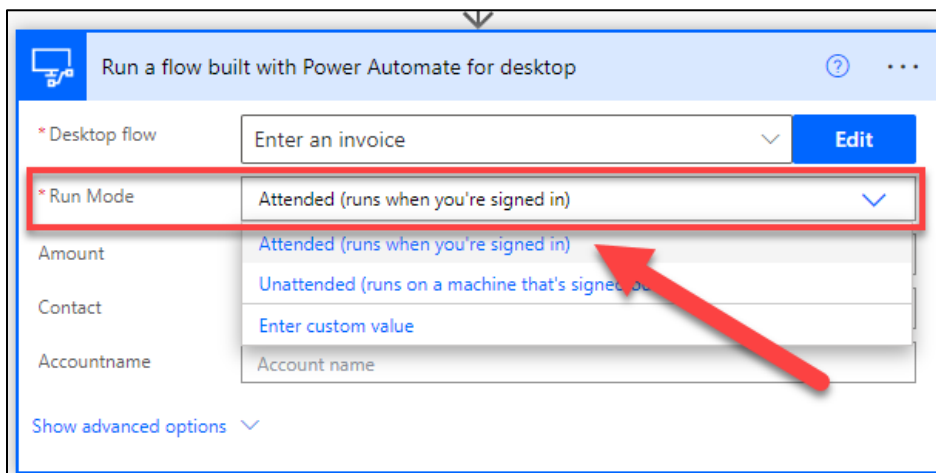 Run a flow built with Power Automate for desktop
* Desktop flow
Enter an invoice
Edit
* Run Mode
Attended (runs when you're signed in)
Attended (runs when you're signed in)
Amount
Unattended (runs on a machine that's signed
Contact
Enter custom value
Accountname
Account name
Show advanced options